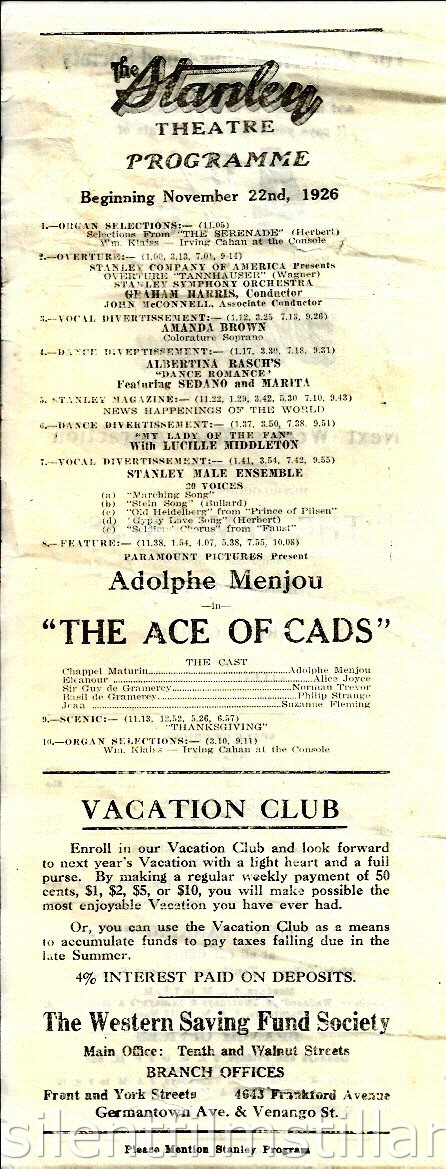 The Stanley
THEATRE
PROGRAMME
Beginning November 22nd, 1926
1.—ORGAN SELECTIONS:— (11.05)
Selections From "THE SERENADE" (Herbert)
Wm. Klaiss — Irving Cahan at the Console
2.—OVERTURE:— (1.00, 3.13, 7.01, 9.14)
STANLEY COMPANY OF AMERICA Presents
OVERTURE "TANNHAUSER" (Wagner)
STANLEY SYMPHONY ORCHESTRA
GRAHAM HARRIS, Conductor
JOHN McCONNELL, Associate Conductor
3.—VOCAL DIVERTISSEMENT:— (1.12, 3.25 7.13, 9.26)
AMANDA BROWN
Colorature Soprano
4.—DANCE DIVERTISSEMENT:— (1.17, 3.30, 7.18, 9.31)
ALBERTINA RASCH'S
"DANCE ROMANCE"
Featuring SEDANO and MARITA
5. STANLEY MAGAZINE:— (11.22, 1.29, 3.42, 5.30 7.10, 9.43)
NEWS HAPPENINGS OF THE WORLD
6.—DANCE DIVERTISSEMENT:— (1.37, 3.50, 7.38, 9.51)
"MY LADY OF THE FAN"
With LUCILLE MIDDLETON
7.—VOCAL DIVERTISSEMENT:— (1.41, 3.54, 7.42, 9.55)
STANLEY MALE ENSEMBLE
20 VOICES
(a) "Marching Song"
(b) "Stein Song" (Bullard)
(c) "Old Heidelberg" from "Prince of Pilsen"
(d) "Gypsy Love Song" (Herbert)
(e) "Soldiers' Chorus" from "Faust"
8.—FEATURE:— (11.38, 1.54, 4.07, 5.38, 7.55, 10.08)
PARAMOUNT PICTURES Present
Adolphe Menjou
—in—
"THE ACE OF CADS"
THE CAST
Chappel Maturin....Adolphe Menjou
Eleanour ....Alice Joyce
Sir Guy de Gramercy....Norman Trevor
Basil de Gramercy....Philip Strange
Joan ....Suzanne Fleming
9.—SCENIC:— (11.13, 12.52, 5.26, 6.57)
"THANKSGIVING"
10.—ORGAN SELECTIONS:— (3.10, 9.11)
Wm. Klaiss — Irving Cahan at the Console
VACATION CLUB
Enroll in our Vacation Club and look forward
to next year's Vacation with a light heart and a full
purse. By making a regular weekly payment of 50
cents, $1, $2, $5, or $10, you will make possible the
most enjoyable Vacation you have ever had.
Or, you can use the Vacation Club as a means
to accumulate funds to pay taxes falling due in the
late Summer.
4% INTEREST PAID ON DEPOSITS.
The Western Saving Fund Society
Main Office: Tenth and Walnut Streets
BRANCH OFFICES
Front and York Streets 4643 Frankford Avenue
Germantown Ave. & Venango St.
silentfilmstillar
Please Mention Stanley Program